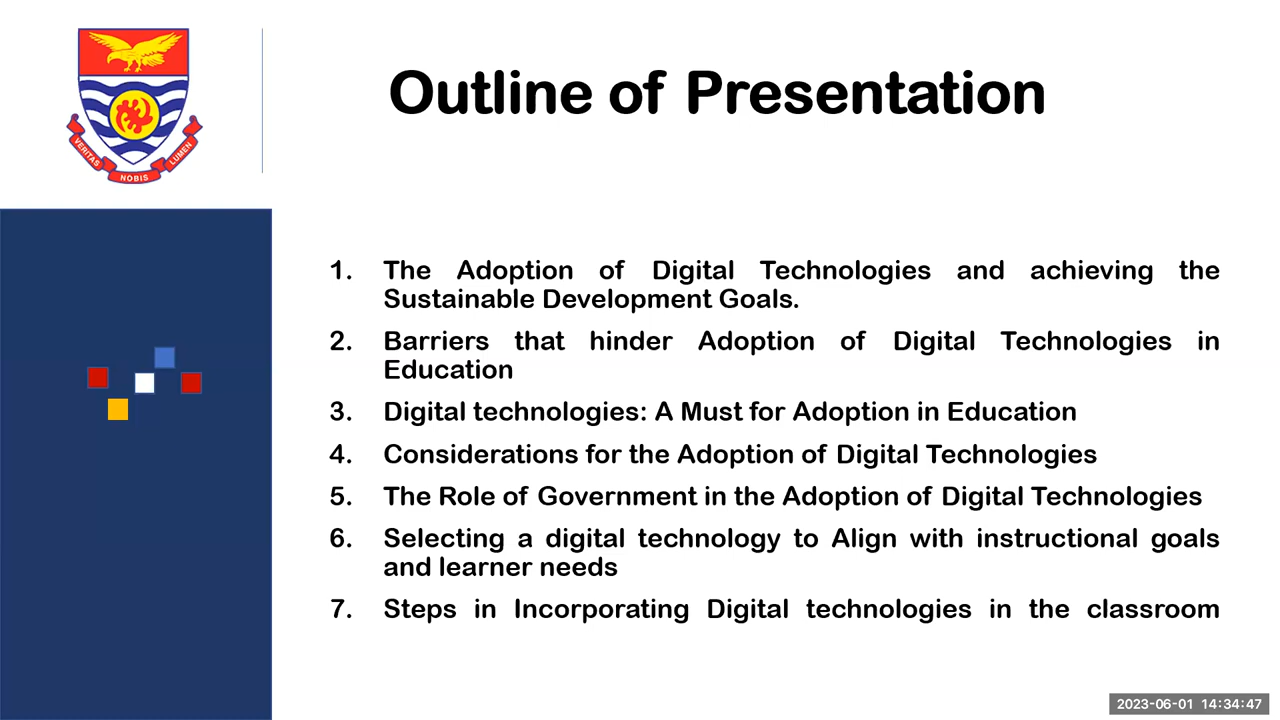 VERITAS
NOBIS
LUMEN
Outline of Presentation
1. The Adoption of Digital Technologies and achieving the
Sustainable Development Goals.
2. Barriers that hinder Adoption of Digital Technologies in
Education
3. Digital technologies: A Must for Adoption in Education
4. Considerations for the Adoption of Digital Technologies
5. The Role of Government in the Adoption of Digital Technologies
6. Selecting a digital technology to Align with instructional goals
and learner needs
7. Steps in Incorporating Digital technologies in the classroom
2023-06-01 14:34:47